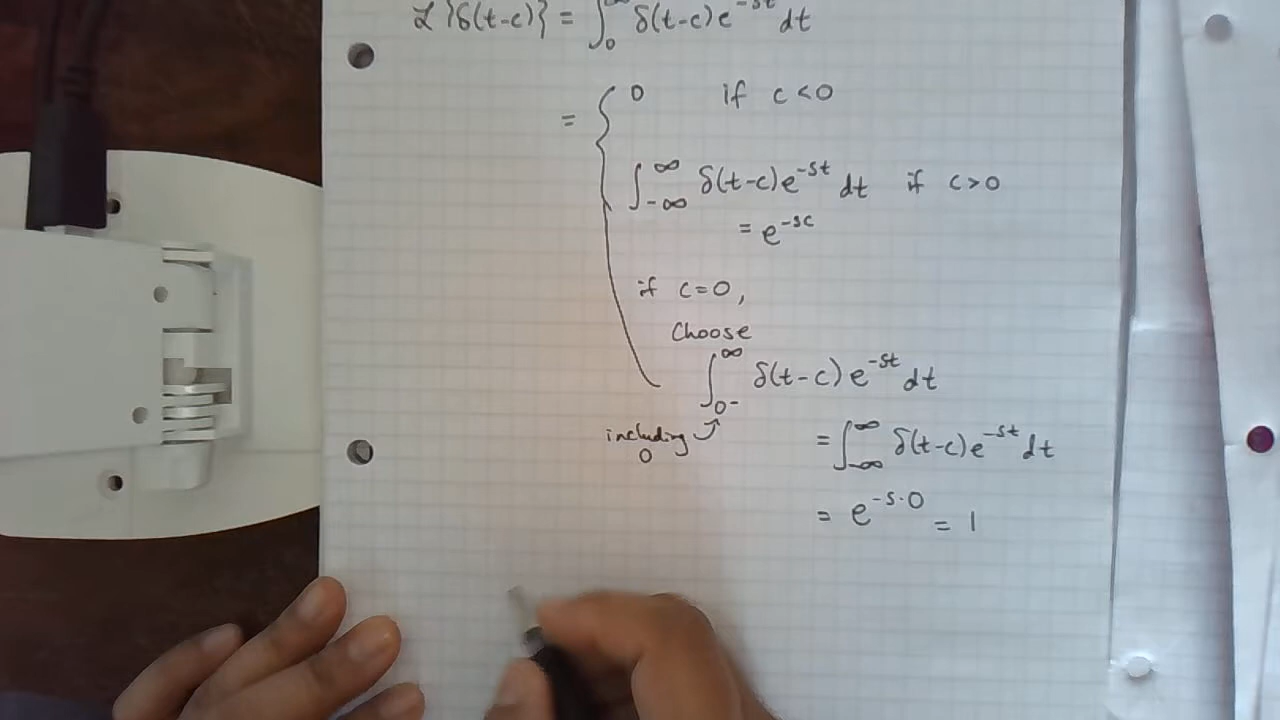 ℒ{δ(t-c)} = ∫₀^∞ δ(t-c)e^-st dt
= { 0 if c<0
∫_-∞^∞ δ(t-c)e^-st dt if c>0
= e^-sc
if c=0,
Choose
∫_0-^∞ δ(t-c)e^-st dt
including 0
= ∫_-∞^∞ δ(t-c)e^-st dt
= e^-s·0 = 1